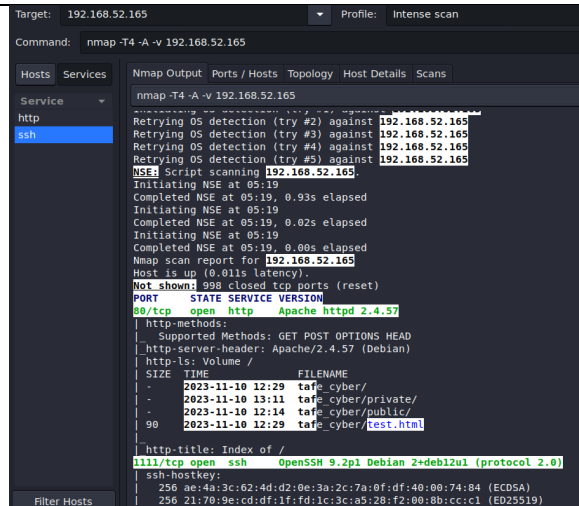 Target: 192.168.52.165 Profile: Intense scan
Command: nmap -T4 -A -v 192.168.52.165
Hosts Services
Service
http
ssh
Filter Hosts
Nmap Output Ports / Hosts Topology Host Details Scans
nmap -T4 -A -v 192.168.52.165
Initiating OS detection (try #1) against 192.168.52.165
Retrying OS detection (try #2) against 192.168.52.165
Retrying OS detection (try #3) against 192.168.52.165
Retrying OS detection (try #4) against 192.168.52.165
Retrying OS detection (try #5) against 192.168.52.165
NSE: Script scanning 192.168.52.165.
Initiating NSE at 05:19
Completed NSE at 05:19, 0.93s elapsed
Initiating NSE at 05:19
Completed NSE at 05:19, 0.02s elapsed
Initiating NSE at 05:19
Completed NSE at 05:19, 0.00s elapsed
Nmap scan report for 192.168.52.165
Host is up (0.011s latency).
Not shown: 998 closed tcp ports (reset)
PORT STATE SERVICE VERSION
80/tcp open http Apache httpd 2.4.57
| http-methods:
|_ Supported Methods: GET POST OPTIONS HEAD
|_http-server-header: Apache/2.4.57 (Debian)
| http-ls: Volume /
| SIZE TIME FILENAME
| - 2023-11-10 12:29 tafe_cyber/
| - 2023-11-10 13:11 tafe_cyber/private/
| - 2023-11-10 12:14 tafe_cyber/public/
| 90 2023-11-10 12:29 tafe_cyber/test.html
|_
|_http-title: Index of /
1111/tcp open ssh OpenSSH 9.2p1 Debian 2+deb12u1 (protocol 2.0)
| ssh-hostkey:
| 256 ae:4a:3c:62:4d:d2:0e:3a:2c:7a:0f:df:40:00:74:84 (ECDSA)
| 256 21:70:9e:cd:df:1f:fd:1c:3c:a5:28:f2:00:8b:cc:c1 (ED25519)